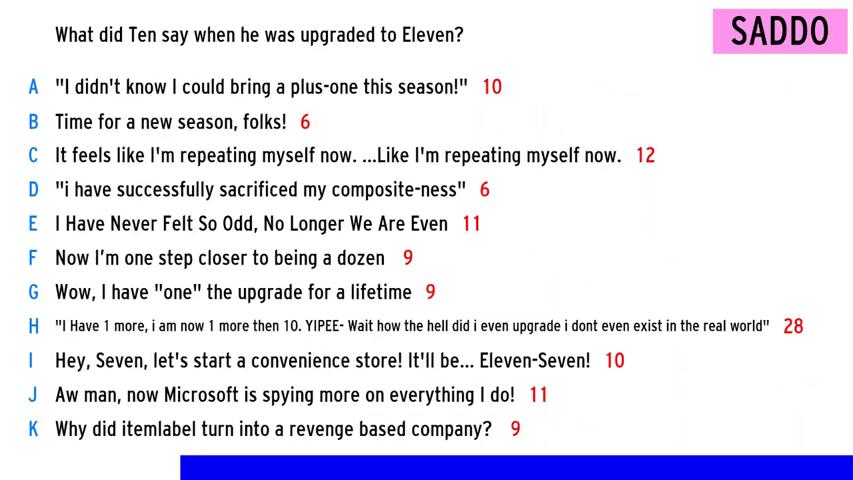 What did Ten say when he was upgraded to Eleven?
SADDO
A "I didn't know I could bring a plus-one this season!" 10
B Time for a new season, folks! 6
C It feels like I'm repeating myself now. ...Like I'm repeating myself now. 12
D "i have successfully sacrificed my composite-ness" 6
E I Have Never Felt So Odd, No Longer We Are Even 11
F Now I'm one step closer to being a dozen 9
G Wow, I have "one" the upgrade for a lifetime 9
H "I Have 1 more, i am now 1 more then 10. YIPEE- Wait how the hell did i even upgrade i dont even exist in the real world" 28
I Hey, Seven, let's start a convenience store! It'll be... Eleven-Seven! 10
J Aw man, now Microsoft is spying more on everything I do! 11
K Why did itemlabel turn into a revenge based company? 9